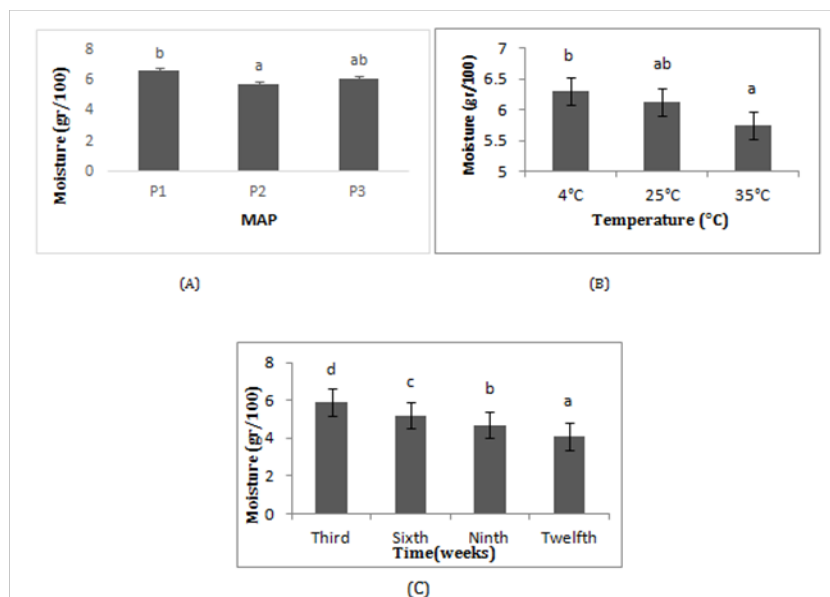 8
6
4
2
0
Moisture (gr/100)
b
a
ab
P1 P2 P3
MAP
(A)
7
6.5
6
5.5
5
Moisture (gr/100)
b
ab
a
4°C 25°C 35°C
Temperature (°C)
(B)
8
6
4
2
0
Moisture (gr/100)
d
c
b
a
Third Sixth Ninth Twelfth
Time(weeks)
(C)